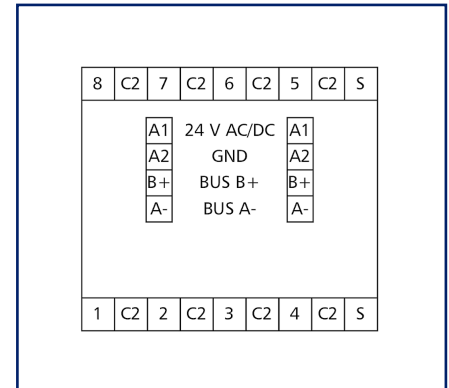 8 C2 7 C2 6 C2 5 C2 S
A1 24 V AC/DC A1
A2 GND A2
B+ BUS B+ B+
A- BUS A- A-
1 C2 2 C2 3 C2 4 C2 S